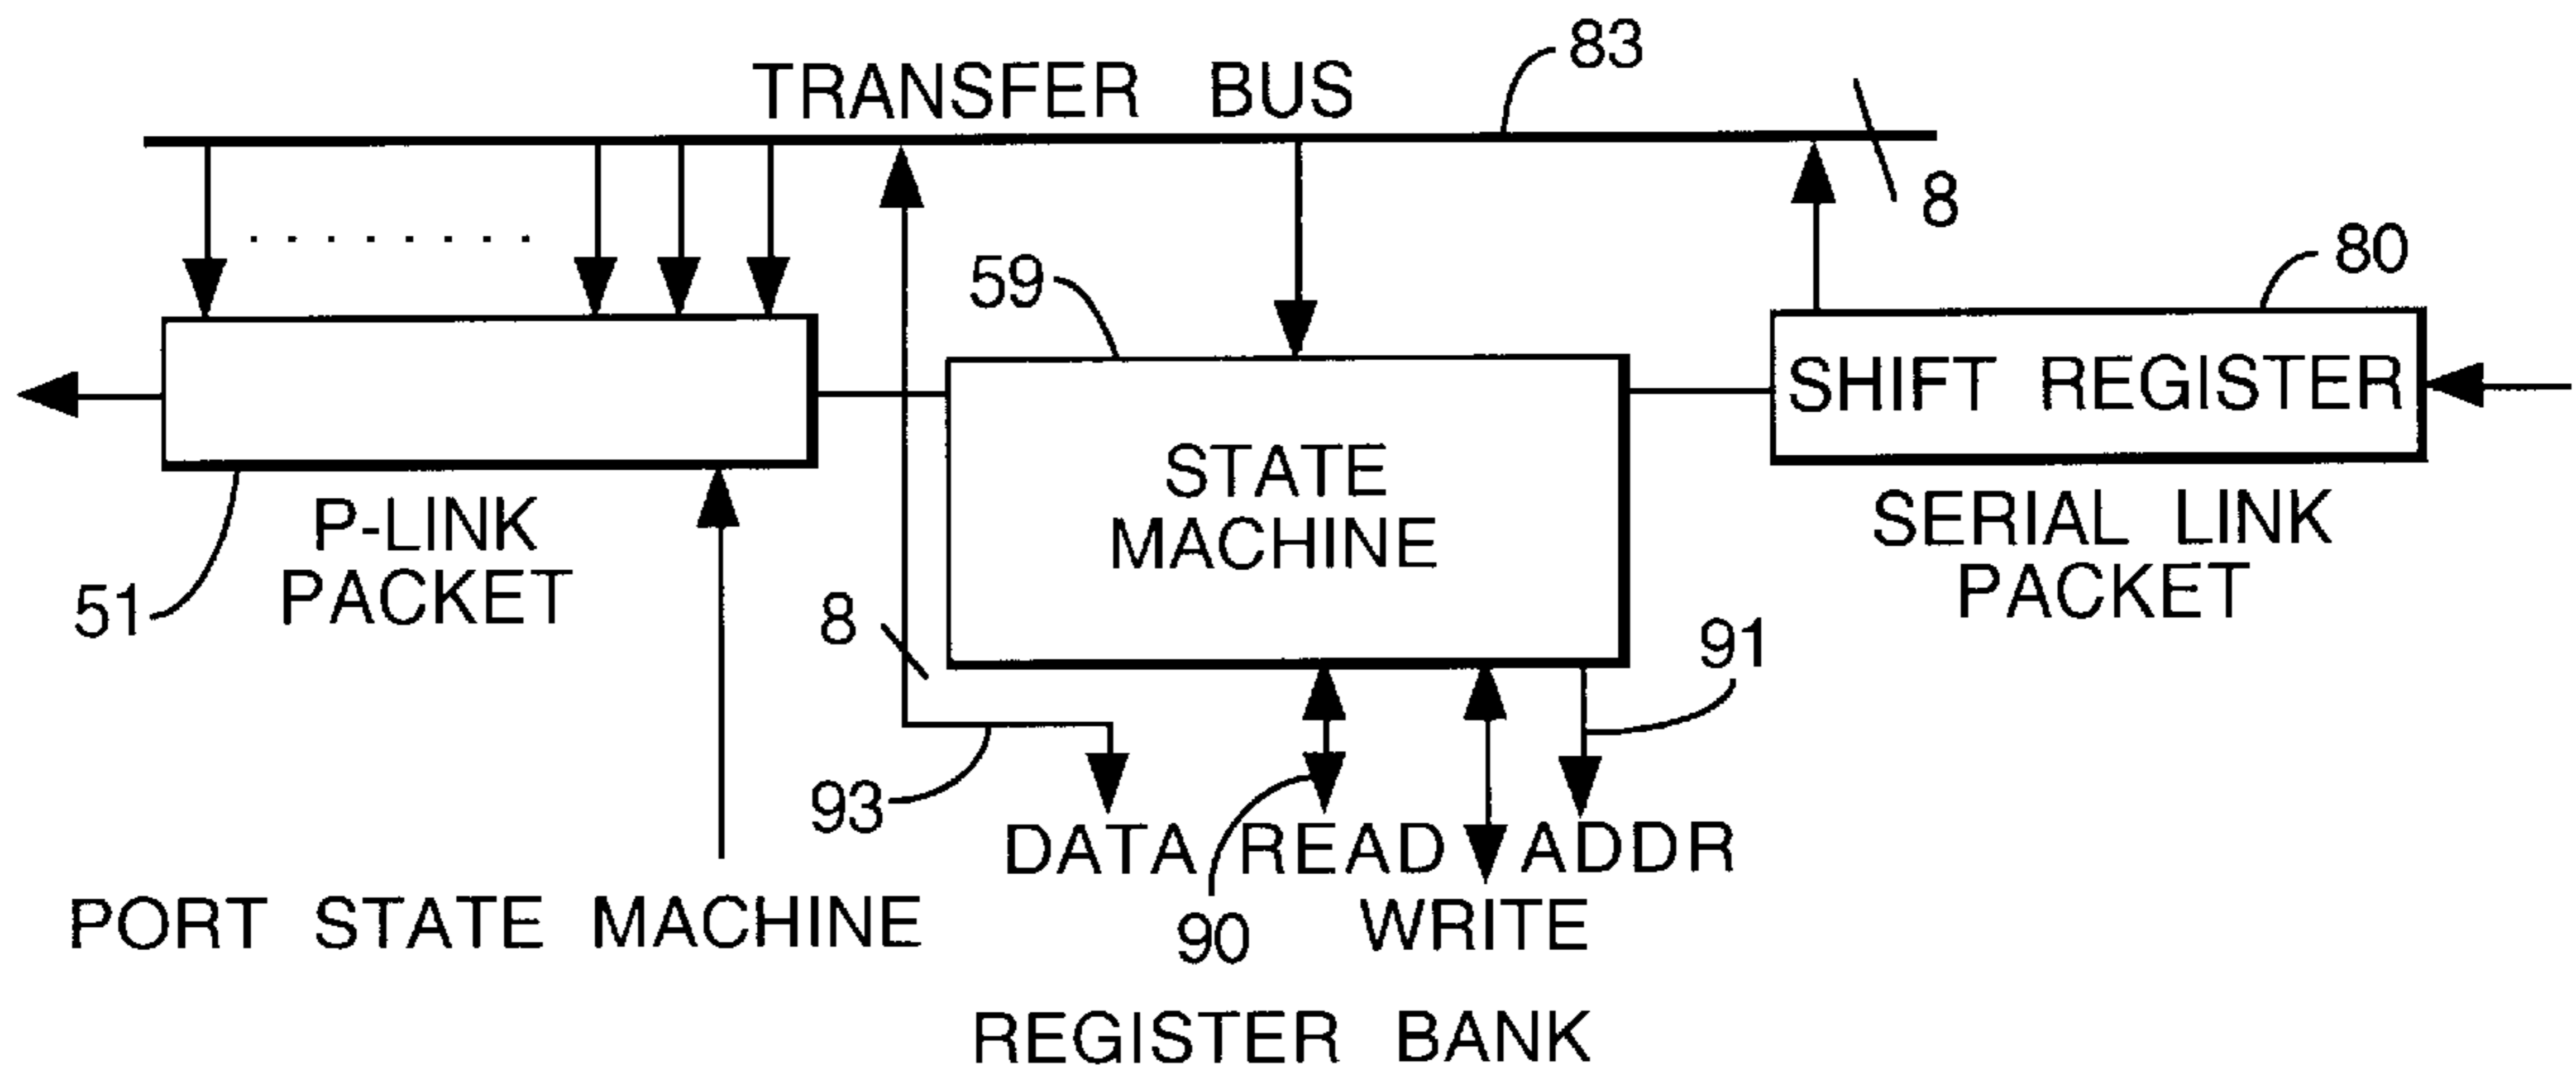 83
TRANSFER BUS
8
80
59
SHIFT REGISTER
STATE
MACHINE
P-LINK
PACKET
SERIAL LINK
PACKET
51
8
91
93
DATA READ ADDR
PORT STATE MACHINE
90
WRITE
REGISTER BANK